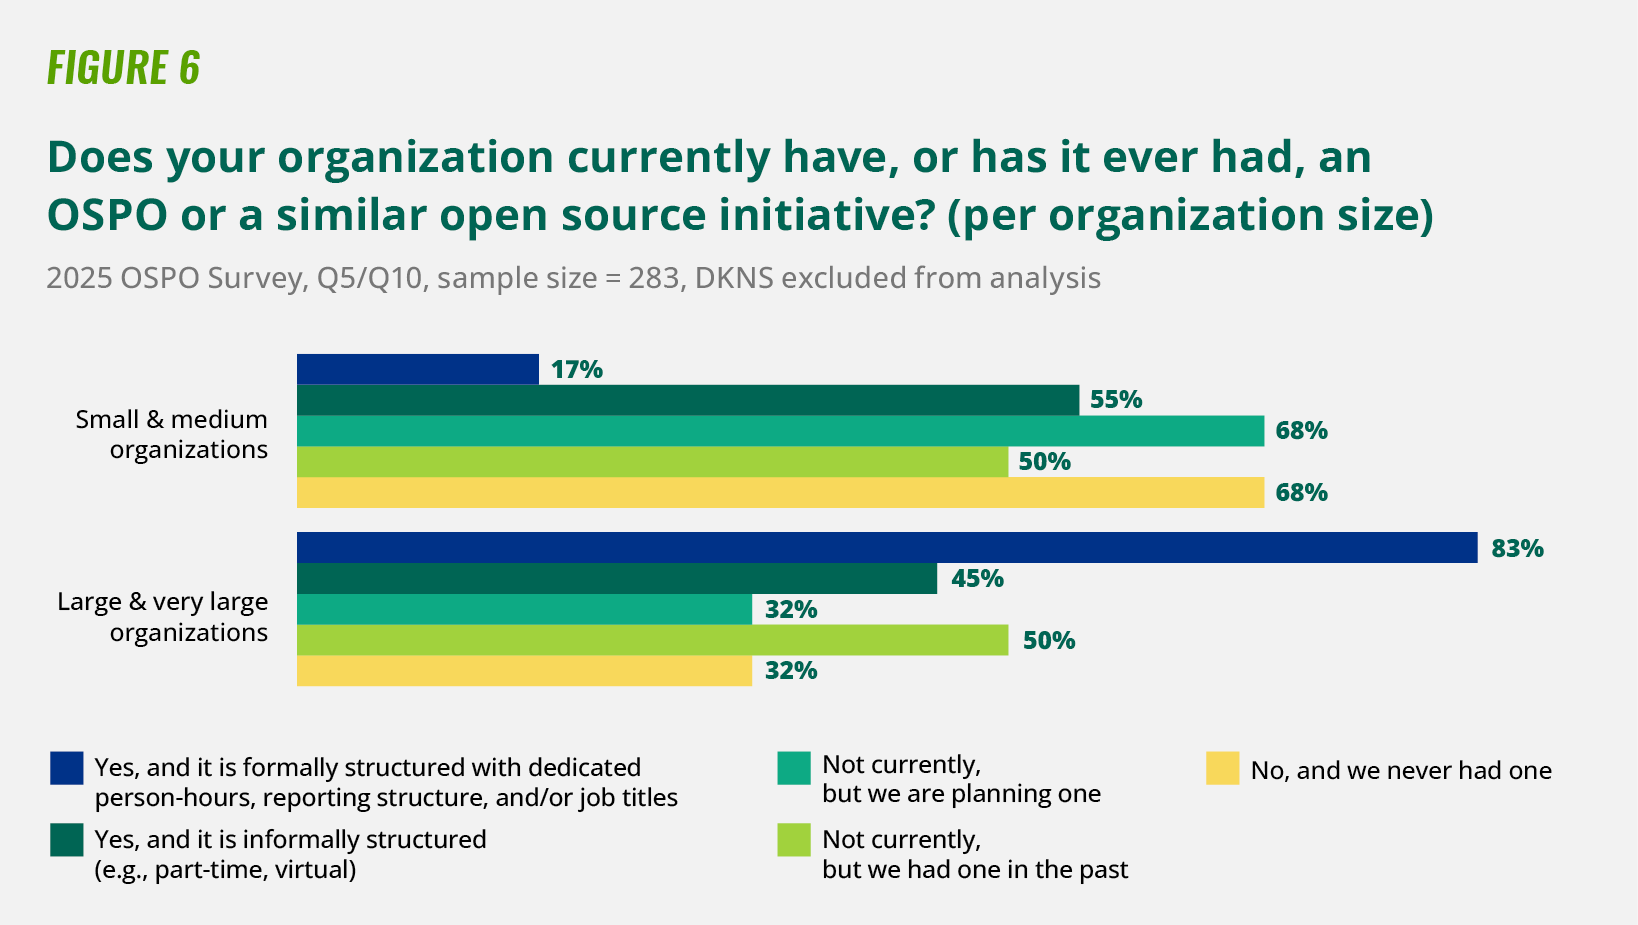 FIGURE 6
Does your organization currently have, or has it ever had, an
OSPO or a similar open source initiative? (per organization size)
2025 OSPO Survey, Q5/Q10, sample size = 283, DKNS excluded from analysis
Small & medium
organizations
17%
55%
68%
50%
68%
Large & very large
organizations
83%
45%
32%
50%
32%
Yes, and it is formally structured with dedicated
person-hours, reporting structure, and/or job titles
Yes, and it is informally structured
(e.g., part-time, virtual)
Not currently,
but we are planning one
Not currently,
but we had one in the past
No, and we never had one